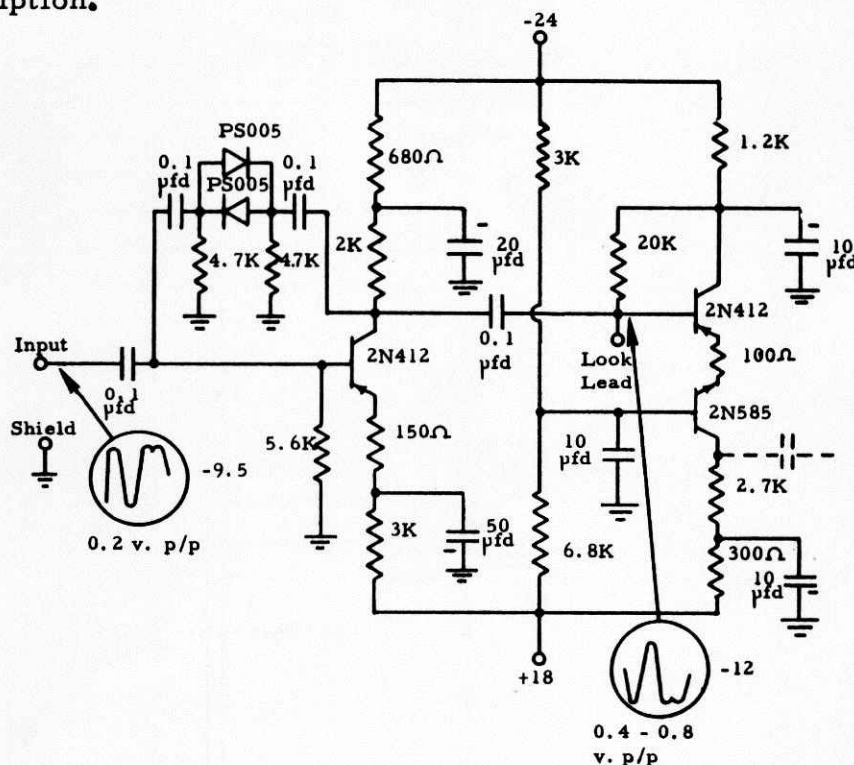 iption.
-24
PS005
0.1
µfd
PS005
0.1
µfd
680Ω
3K
1.2K
4.7K
4.7K
2K
20
µfd
20K
10
µfd
2N412
2N412
Input
0.1
µfd
0.1
µfd
Look
Lead
100Ω
2N585
Shield
5.6K
150Ω
10
µfd
-9.5
2.7K
0.2 v. p/p
3K
50
µfd
6.8K
300Ω
10
µfd
+18
-12
0.4 - 0.8
v. p/p